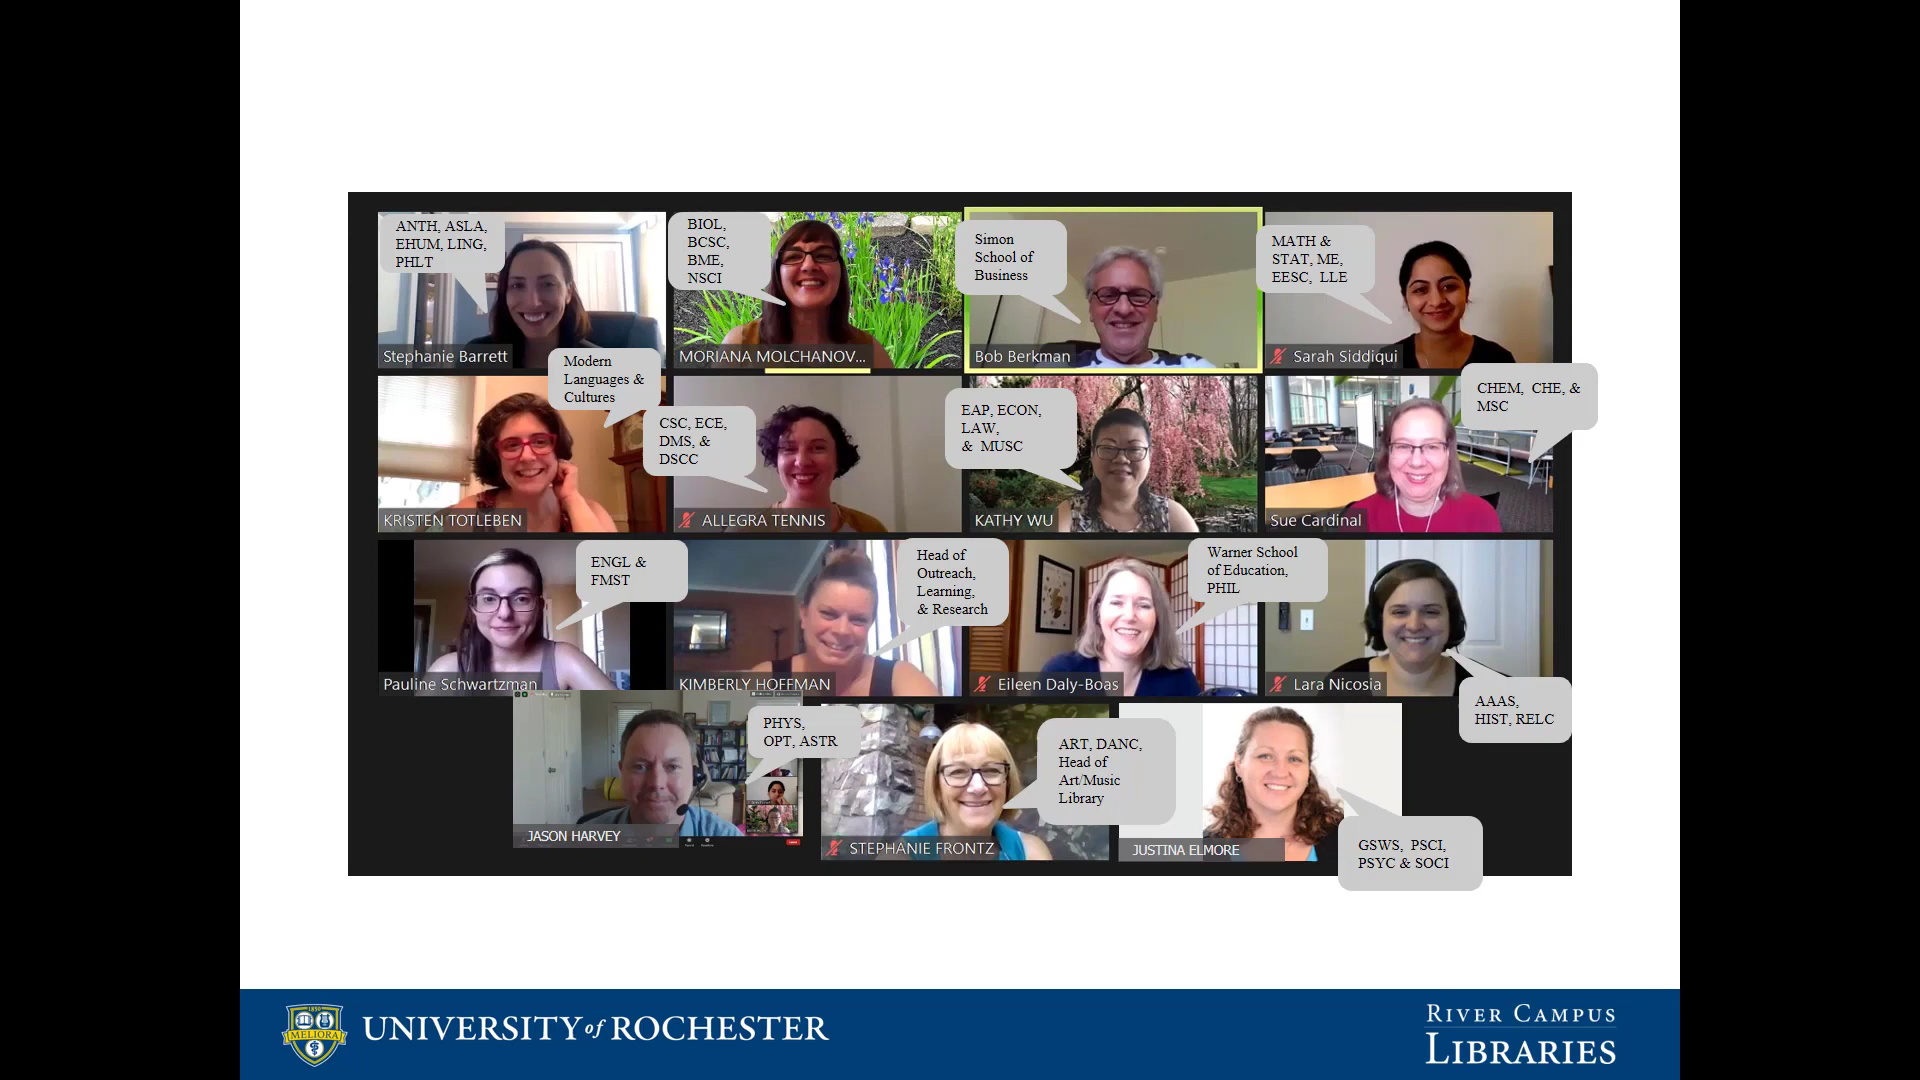 ANTH, ASLA,
EHUM, LING,
PHLT
Stephanie Barrett
BIOL,
BCSC,
BME,
NSCI
MORIANA MOLCHANOV...
Simon
School of
Business
Bob Berkman
MATH &
STAT, ME,
EESC, LLE
Sarah Siddiqui
Modern
Languages &
Cultures
KRISTEN TOTLEBEN
CSC, ECE,
DMS, &
DSCC
ALLEGRA TENNIS
EAP, ECON,
LAW,
& MUSC
KATHY WU
CHEM, CHE, &
MSC
Sue Cardinal
ENGL &
FMST
Pauline Schwartzman
Head of
Outreach,
Learning,
& Research
KIMBERLY HOFFMAN
Warner School
of Education,
PHIL
Eileen Daly-Boas
AAAS,
HIST, RELC
Lara Nicosia
PHYS,
OPT, ASTR
JASON HARVEY
ART, DANC,
Head of
Art/Music
Library
STEPHANIE FRONTZ
GSWS, PSCI,
PSYC & SOCI
JUSTINA ELMORE
1850
MELIORA
UNIVERSITY of ROCHESTER
RIVER CAMPUS
LIBRARIES